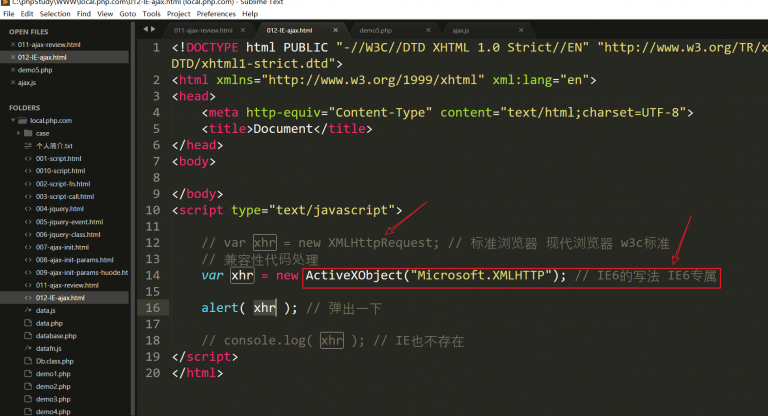 C:\phpStudy\WWW\local.php.com\012-IE-ajax.html (local.php.com) - Sublime Text
File Edit Selection Find View Goto Tools Project Preferences Help
OPEN FILES
× 011-ajax-review.html
× 012-IE-ajax.html
× demo5.php
× ajax.js
FOLDERS
local.php.com
case
个人简介.txt
001-script.html
0010-script.html
002-script-fn.html
003-script-call.html
004-jquery.html
005-jquery-event.html
006-jquery-class.html
007-ajax-init.html
008-ajax-init-params.html
009-ajax-init-params-huode.ht
011-ajax-review.html
012-IE-ajax.html
data.js
data.php
database.php
datafn.js
Db.class.php
demo1.php
demo2.php
demo3.php
demo4.php
011-ajax-review.html × 012-IE-ajax.html × demo5.php × ajax.js ×
1 <!DOCTYPE html PUBLIC "-//W3C//DTD XHTML 1.0 Strict//EN" "http://www.w3.org/TR/x
DTD/xhtml1-strict.dtd">
2 <html xmlns="http://www.w3.org/1999/xhtml" xml:lang="en">
3 <head>
4 <meta http-equiv="Content-Type" content="text/html;charset=UTF-8">
5 <title>Document</title>
6 </head>
7 <body>
8
9 </body>
10 <script type="text/javascript">
11
12 // var xhr = new XMLHttpRequest; // 标准浏览器 现代浏览器 w3c标准
13 // 兼容性代码处理
14 var xhr = new ActiveXObject("Microsoft.XMLHTTP"); // IE6的写法 IE6专属
15
16 alert( xhr ); // 弹出一下
17
18 // console.log( xhr ); // IE也不存在
19 </script>
20 </html>